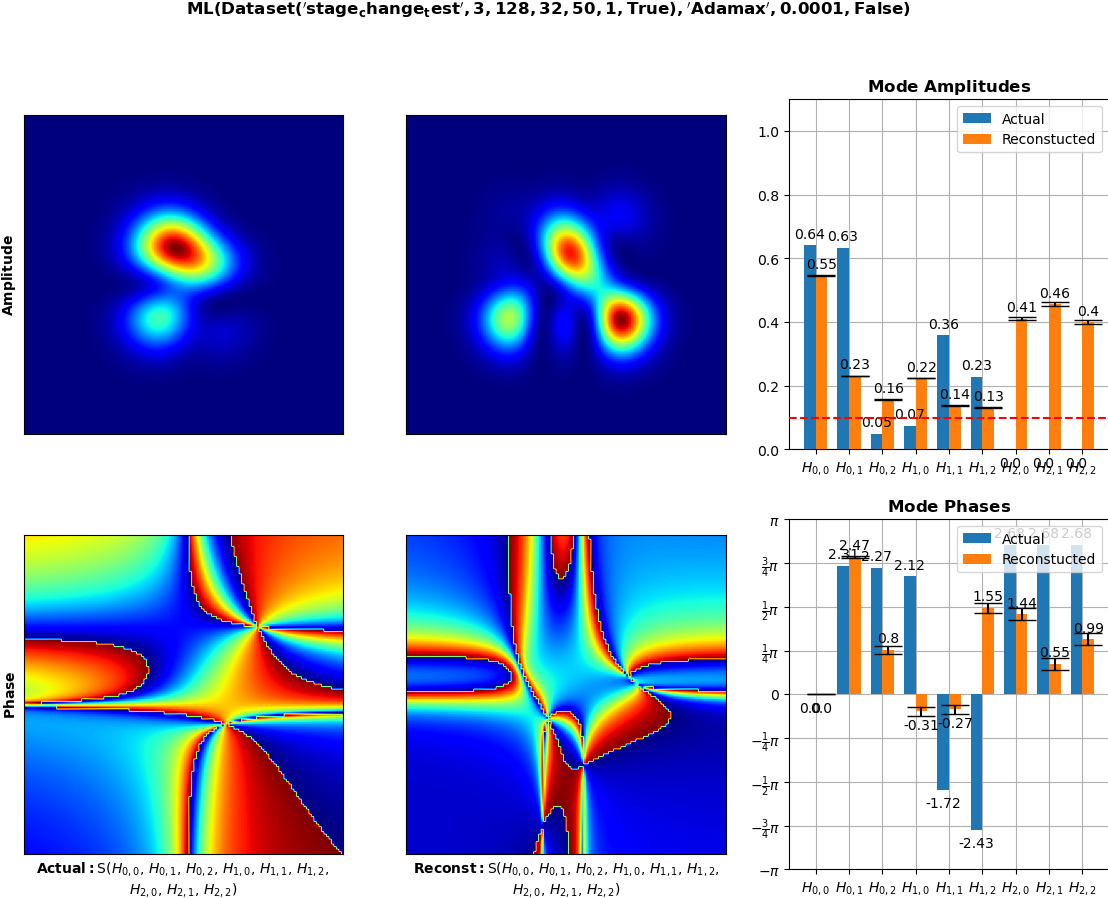 ML(Dataset('stage_change_test', 3, 128, 32, 50, 1, True), 'Adamax', 0.0001, False)
Amplitude
Mode Amplitudes
Actual
Reconstucted
1.0
0.8
0.6
0.4
0.2
0.0
0.64 0.63 0.05 0.07 0.36 0.23 0.0 0.0 0.0
0.55 0.23 0.16 0.22 0.14 0.13 0.41 0.46 0.4
H0,0 H0,1 H0,2 H1,0 H1,1 H1,2 H2,0 H2,1 H2,2
Phase
Actual: S(H0,0, H0,1, H0,2, H1,0, H1,1, H1,2,
H2,0, H2,1, H2,2)
Reconst: S(H0,0, H0,1, H0,2, H1,0, H1,1, H1,2,
H2,0, H2,1, H2,2)
Mode Phases
Actual
Reconstucted
π
3/4π
1/2π
1/4π
0
−1/4π
−1/2π
−3/4π
−π
0.0 2.31 2.27 2.12 -1.72 -2.43 2.68 2.68 2.68
0.0 2.47 0.8 -0.31 -0.27 1.55 1.44 0.55 0.99
H0,0 H0,1 H0,2 H1,0 H1,1 H1,2 H2,0 H2,1 H2,2